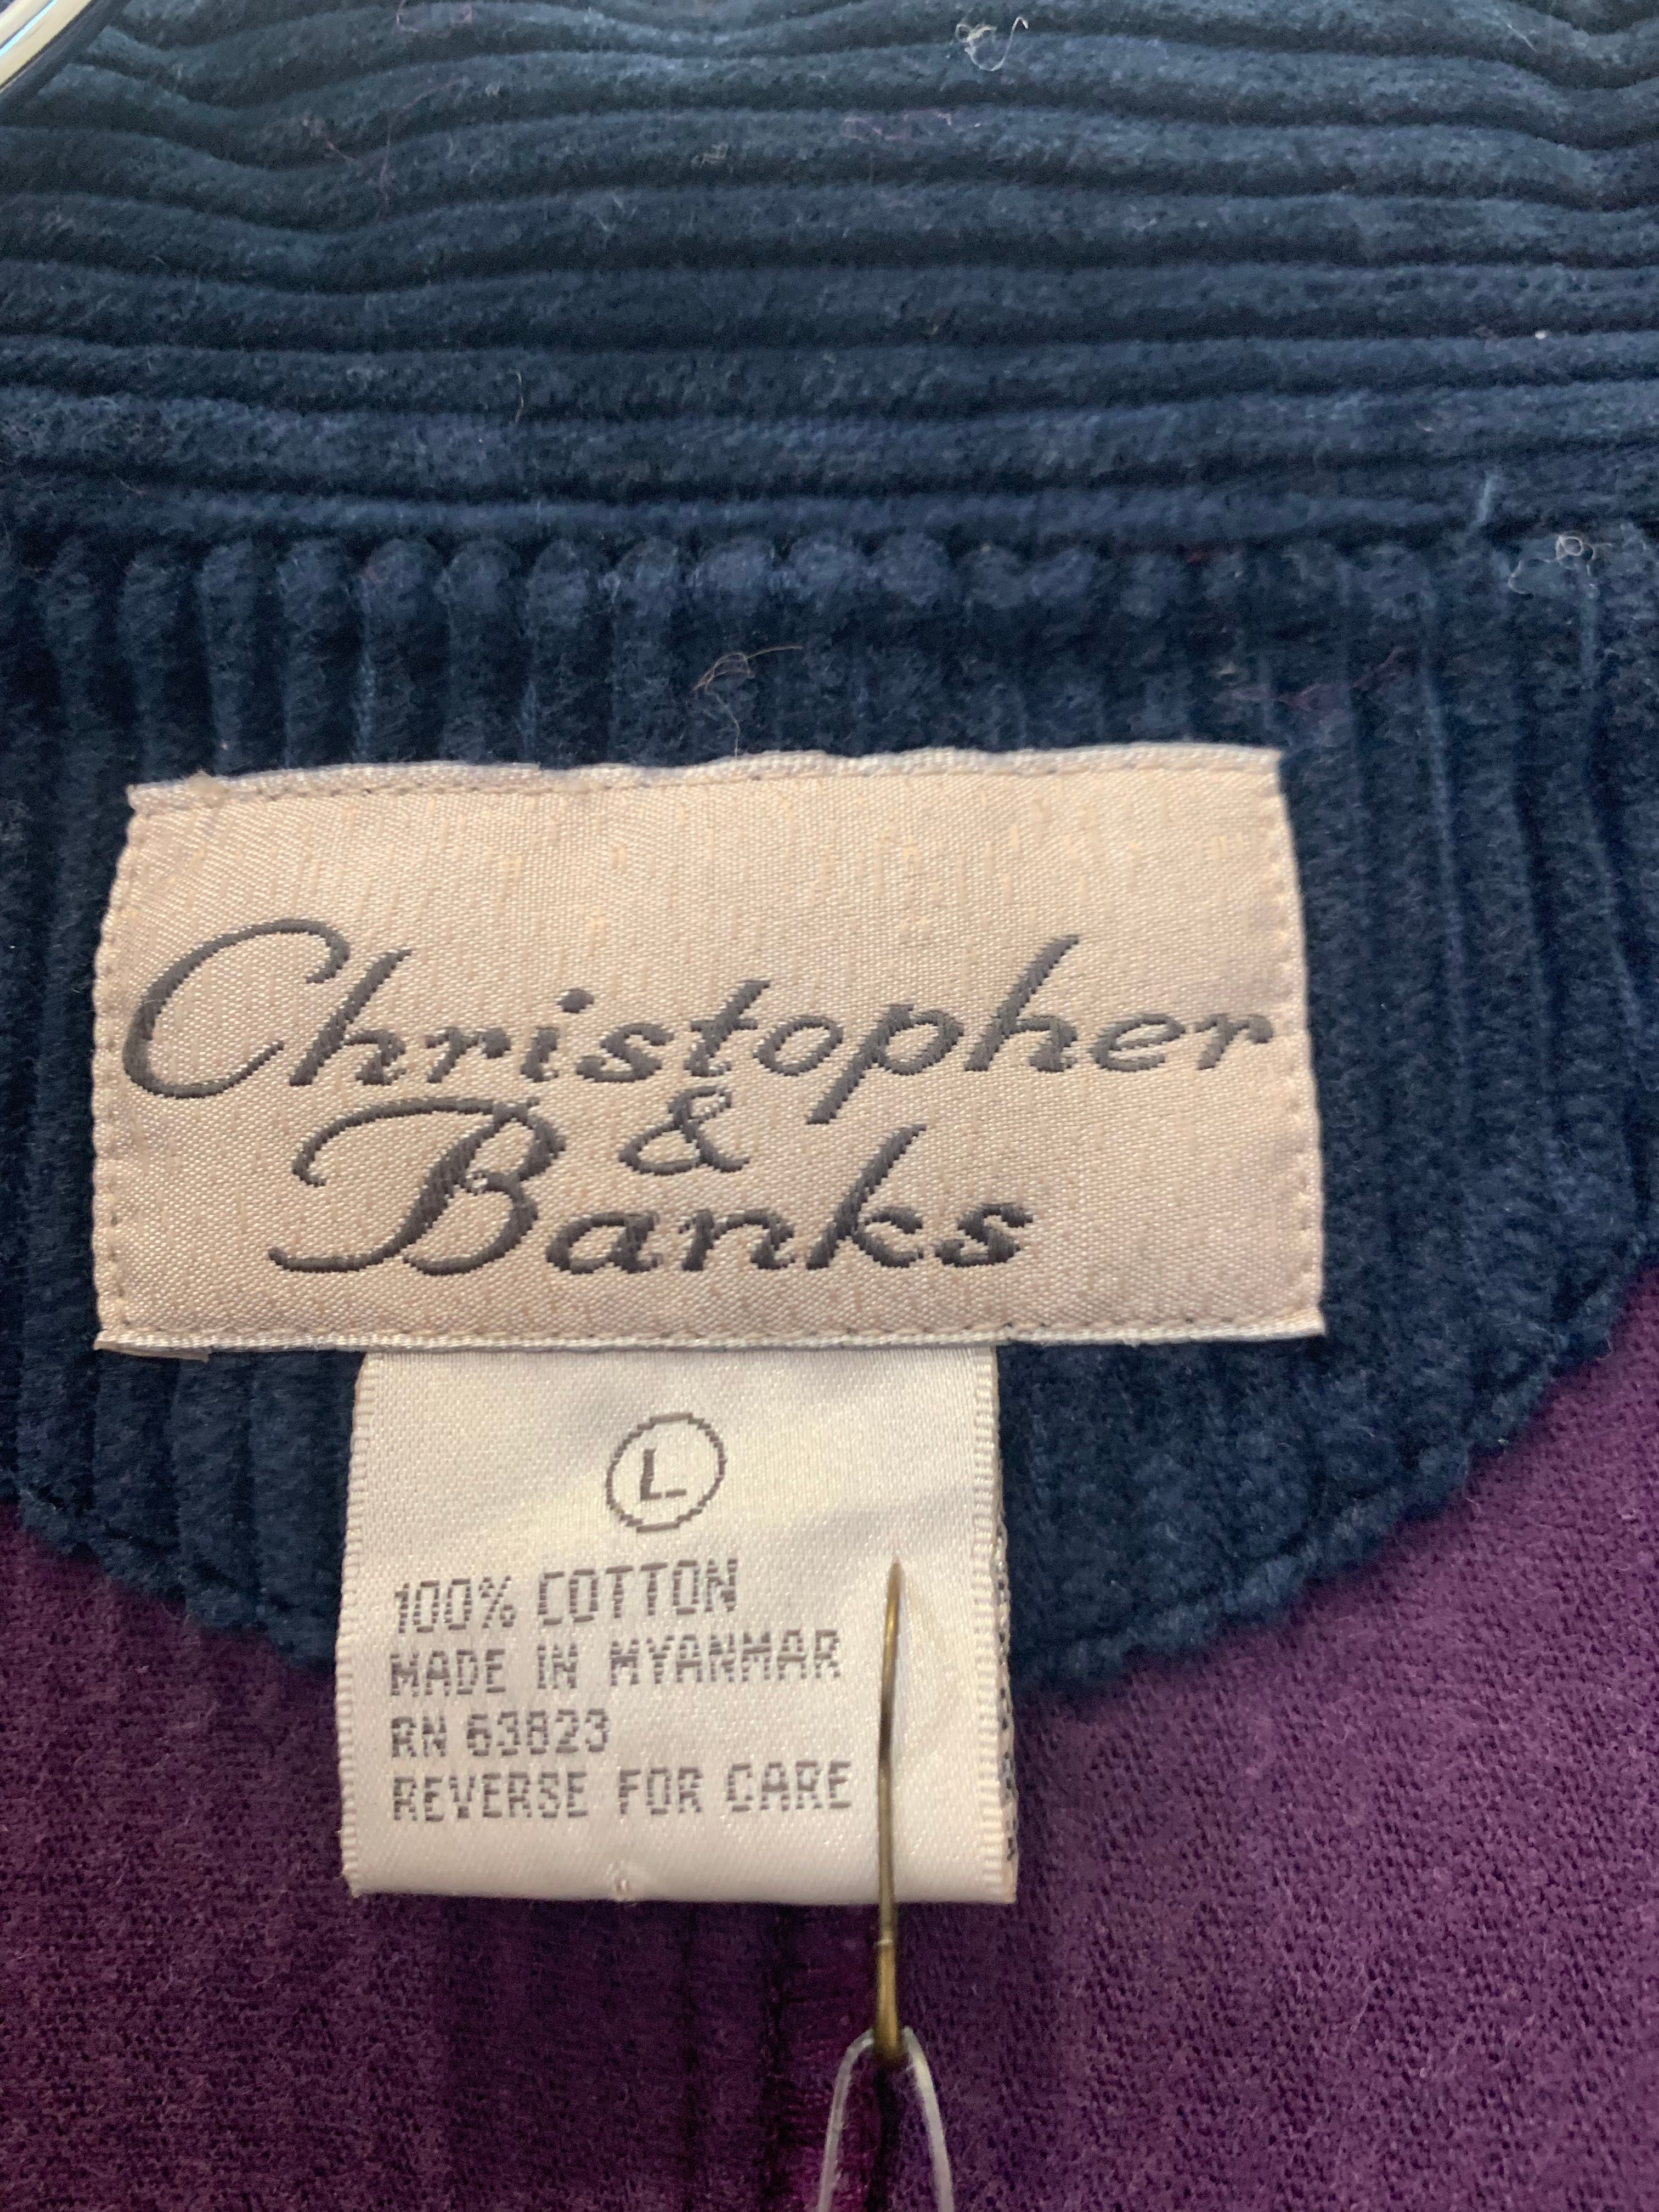 Christopher
&
Banks
L
100% COTTON
MADE IN MYANMAR
RN 63823
REVERSE FOR CARE